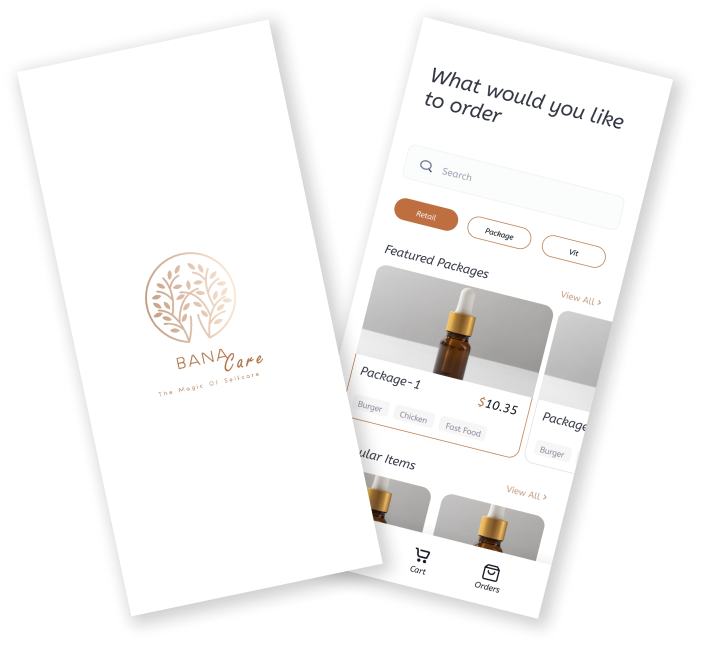 BANA Care
The Magic Of Selfcare
What would you like
to order
Search
Retail
Package
Vit
Featured Packages
View All
Package-1
$10.35
Burger
Chicken
Fast Food
Package
Burger
ular Items
View All
Cart
Orders